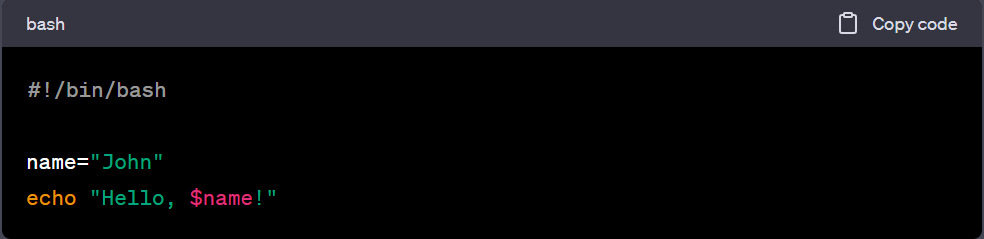 bash
Copy code
#!/bin/bash
name="John"
echo "Hello, $name!"